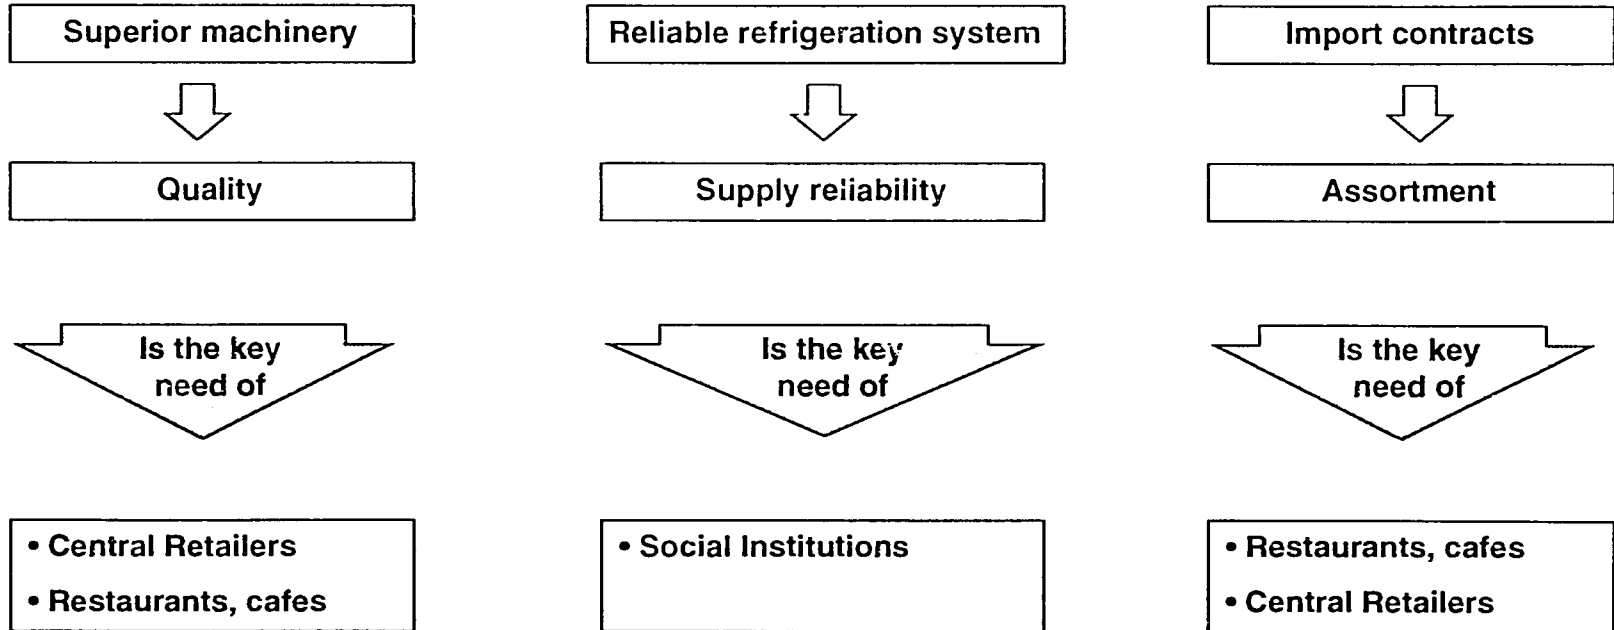 Superior machinery
Reliable refrigeration system
Import contracts
Quality
Supply reliability
Assortment
Is the key
need of
Is the key
need of
Is the key
need of
• Central Retailers
• Restaurants, cafes
• Social Institutions
• Restaurants, cafes
• Central Retailers